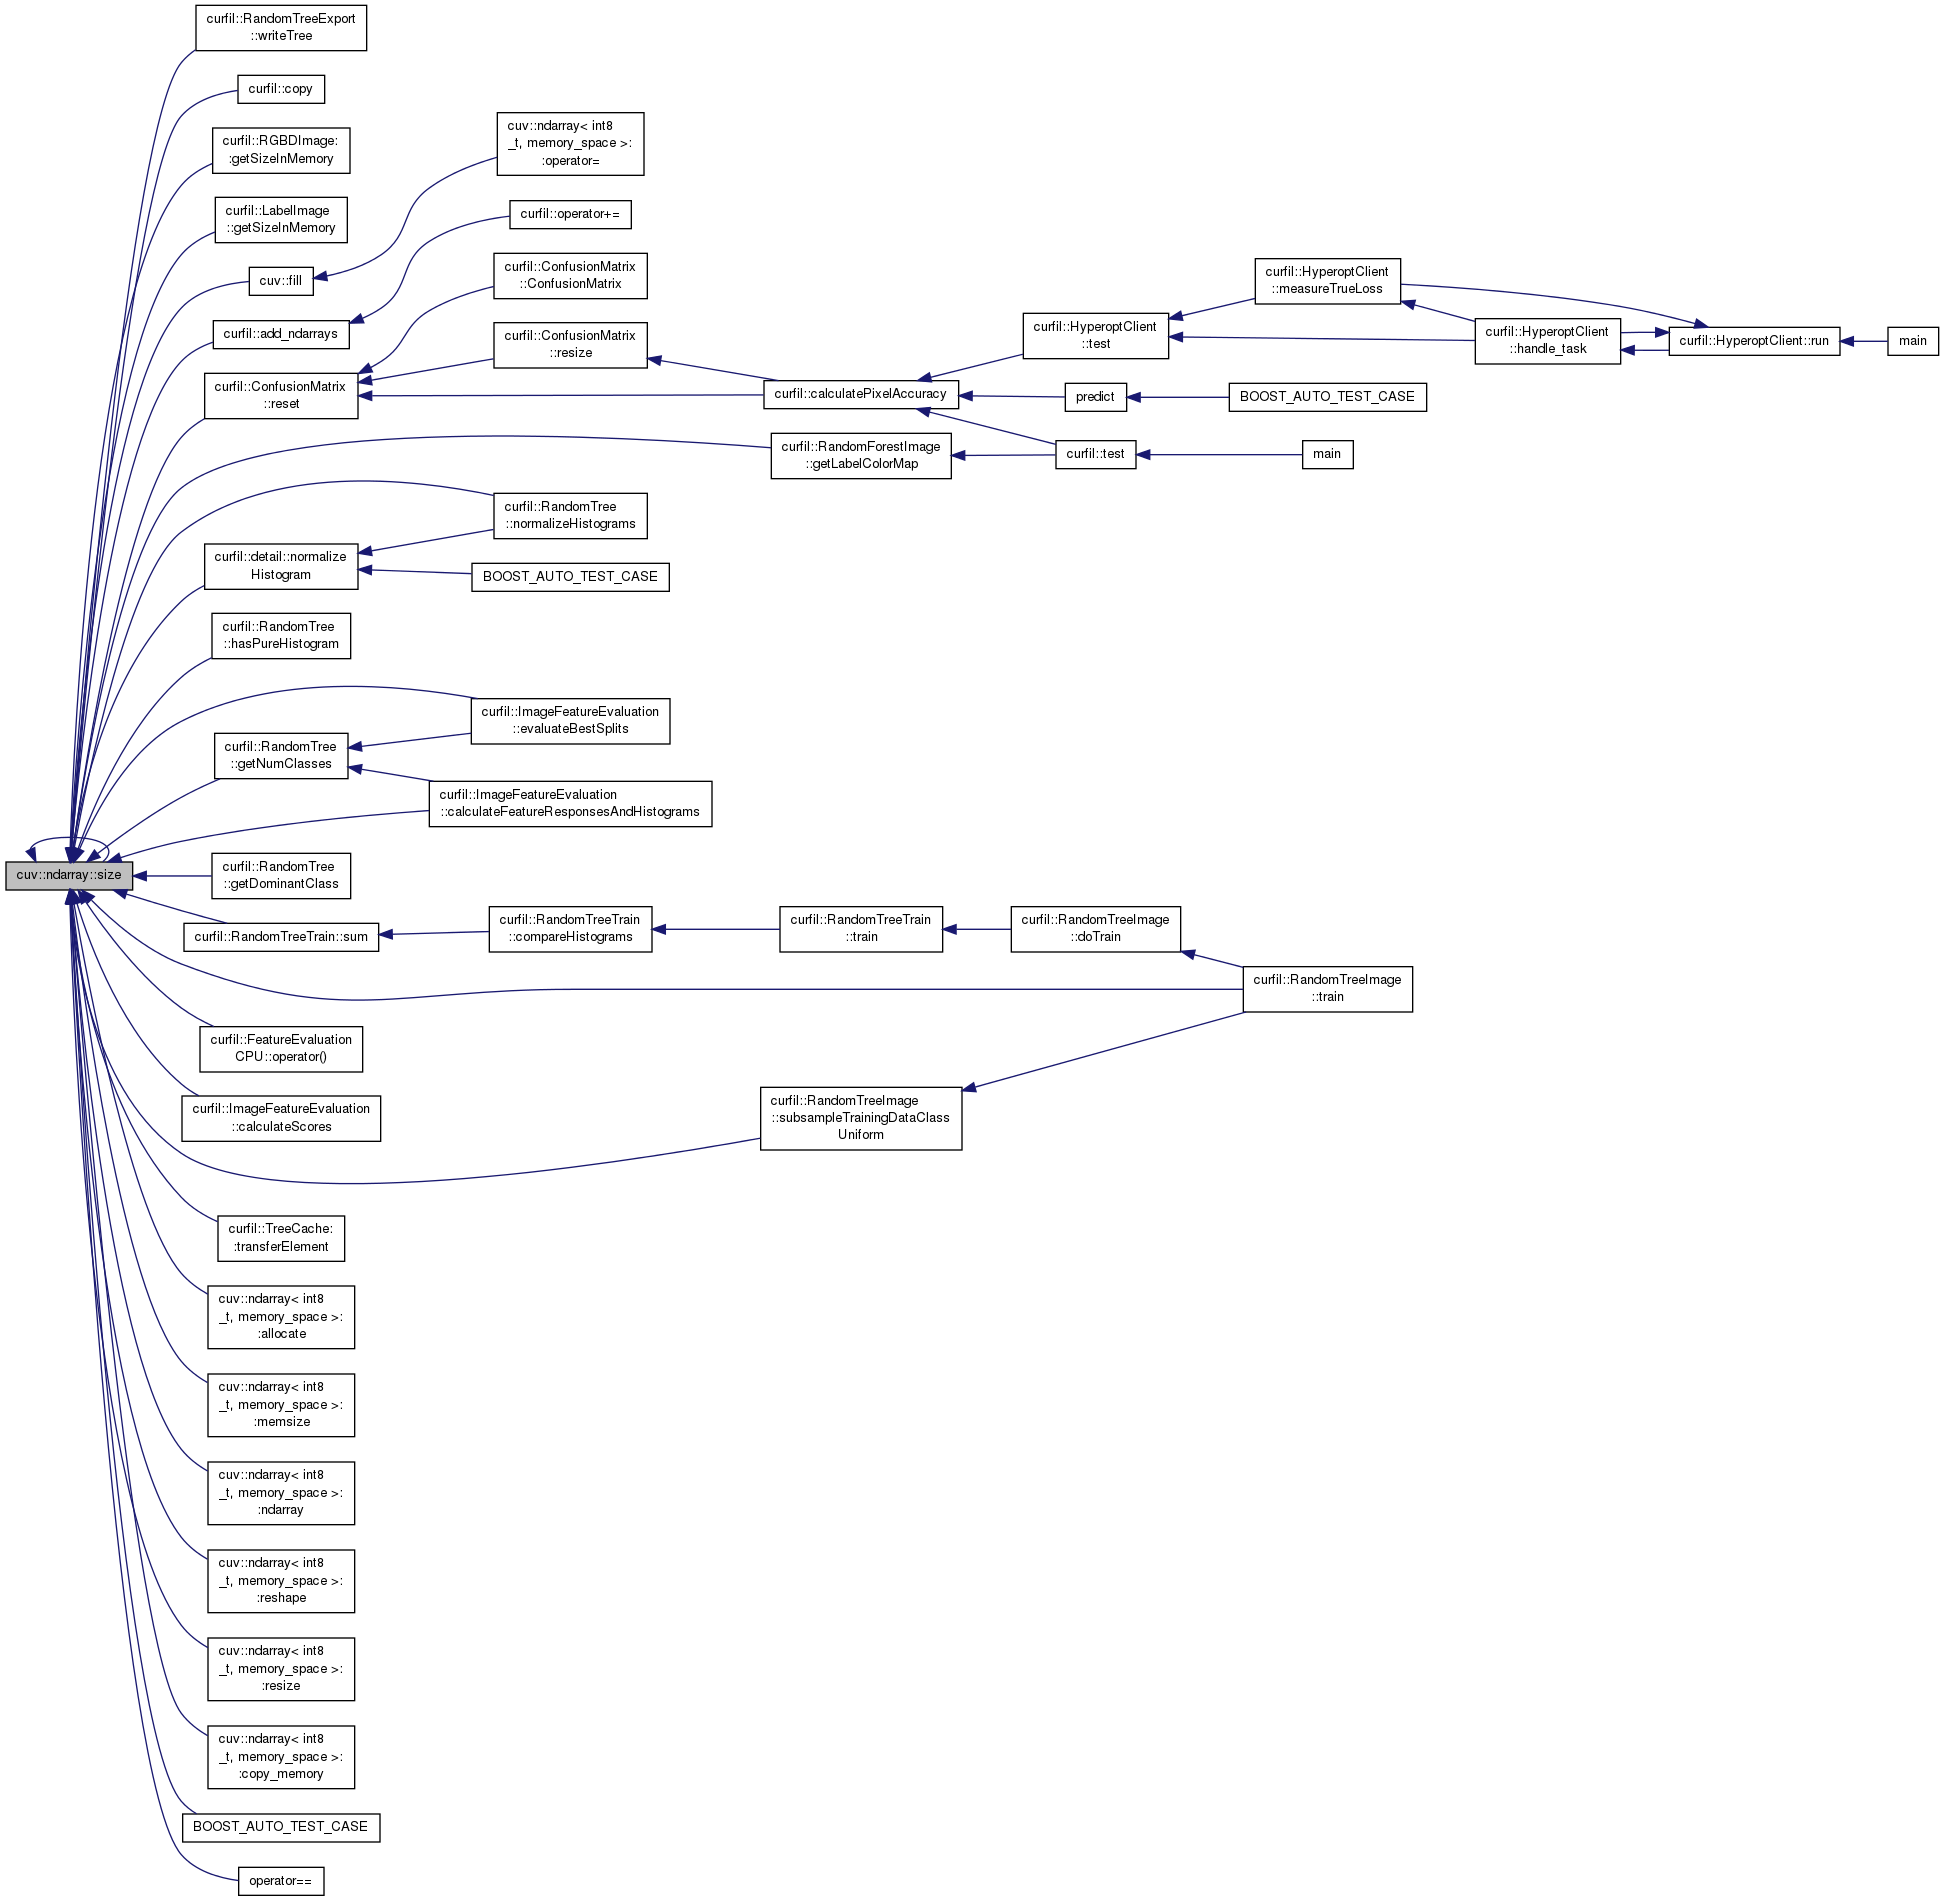 curfil::RandomTreeExport
::writeTree
curfil::copy
curfil::RGBDImage:
:getSizeInMemory
curfil::LabelImage
::getSizeInMemory
cuv::fill
curfil::add_ndarrays
curfil::ConfusionMatrix
::reset
cuv::ndarray< int8
_t, memory_space >:
:operator=
curfil::operator+=
curfil::ConfusionMatrix
::ConfusionMatrix
curfil::ConfusionMatrix
::resize
curfil::calculatePixelAccuracy
curfil::HyperoptClient
::test
curfil::HyperoptClient
::measureTrueLoss
curfil::HyperoptClient
::handle_task
curfil::HyperoptClient::run
main
predict
BOOST_AUTO_TEST_CASE
curfil::RandomForestImage
::getLabelColorMap
curfil::test
main
curfil::RandomTree
::normalizeHistograms
curfil::detail::normalize
Histogram
BOOST_AUTO_TEST_CASE
curfil::RandomTree
::hasPureHistogram
curfil::ImageFeatureEvaluation
::evaluateBestSplits
curfil::RandomTree
::getNumClasses
curfil::ImageFeatureEvaluation
::calculateFeatureResponsesAndHistograms
cuv::ndarray::size
curfil::RandomTree
::getDominantClass
curfil::RandomTreeTrain::sum
curfil::RandomTreeTrain
::compareHistograms
curfil::RandomTreeTrain
::train
curfil::RandomTreeImage
::doTrain
curfil::RandomTreeImage
::train
curfil::FeatureEvaluation
CPU::operator()
curfil::ImageFeatureEvaluation
::calculateScores
curfil::RandomTreeImage
::subsampleTrainingDataClass
Uniform
curfil::TreeCache:
:transferElement
cuv::ndarray< int8
_t, memory_space >:
:allocate
cuv::ndarray< int8
_t, memory_space >:
:memsize
cuv::ndarray< int8
_t, memory_space >:
:ndarray
cuv::ndarray< int8
_t, memory_space >:
:reshape
cuv::ndarray< int8
_t, memory_space >:
:resize
cuv::ndarray< int8
_t, memory_space >:
:copy_memory
BOOST_AUTO_TEST_CASE
operator==